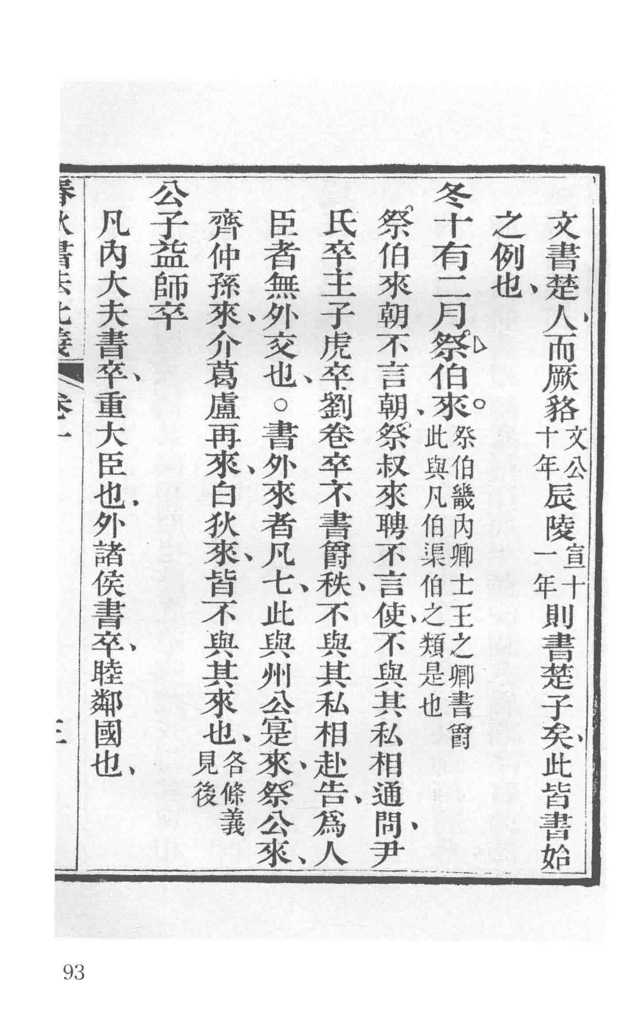 文書楚人而厥貉文公十年辰陵宣十一年則書楚子矣、此皆書始
之例也、
冬十有二月。祭伯來。祭伯畿內卿士王之卿書爵此與凡伯渠伯之類是也
祭伯來朝不言朝、祭叔來聘不言使、不與其私相通問、尹
氏卒王子虎卒劉卷卒不書爵秩、不與其私相赴告、爲人
臣者無外交也、○書外來者凡七、此與州公寔來、祭公來、
齊仲孫來、介葛盧再來、白狄來、皆不與其來也、各條義見後
公子益師卒
凡內大夫書卒、重大臣也、外諸侯書卒、睦鄰國也、
春秋書法比義 卷一 三
93